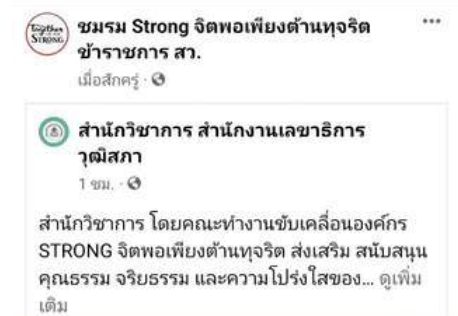 Together
STRONG
ชมรม Strong จิตพอเพียงต้านทุจริต
ข้าราชการ สว.
เมื่อสักครู่ ·
สำนักวิชาการ สำนักงานเลขาธิการ
วุฒิสภา
1 ชม. ·
สำนักวิชาการ โดยคณะทำงานขับเคลื่อนองค์กร
STRONG จิตพอเพียงต้านทุจริต ส่งเสริม สนับสนุน
คุณธรรม จริยธรรม และความโปร่งใสของ... ดูเพิ่ม
เติม